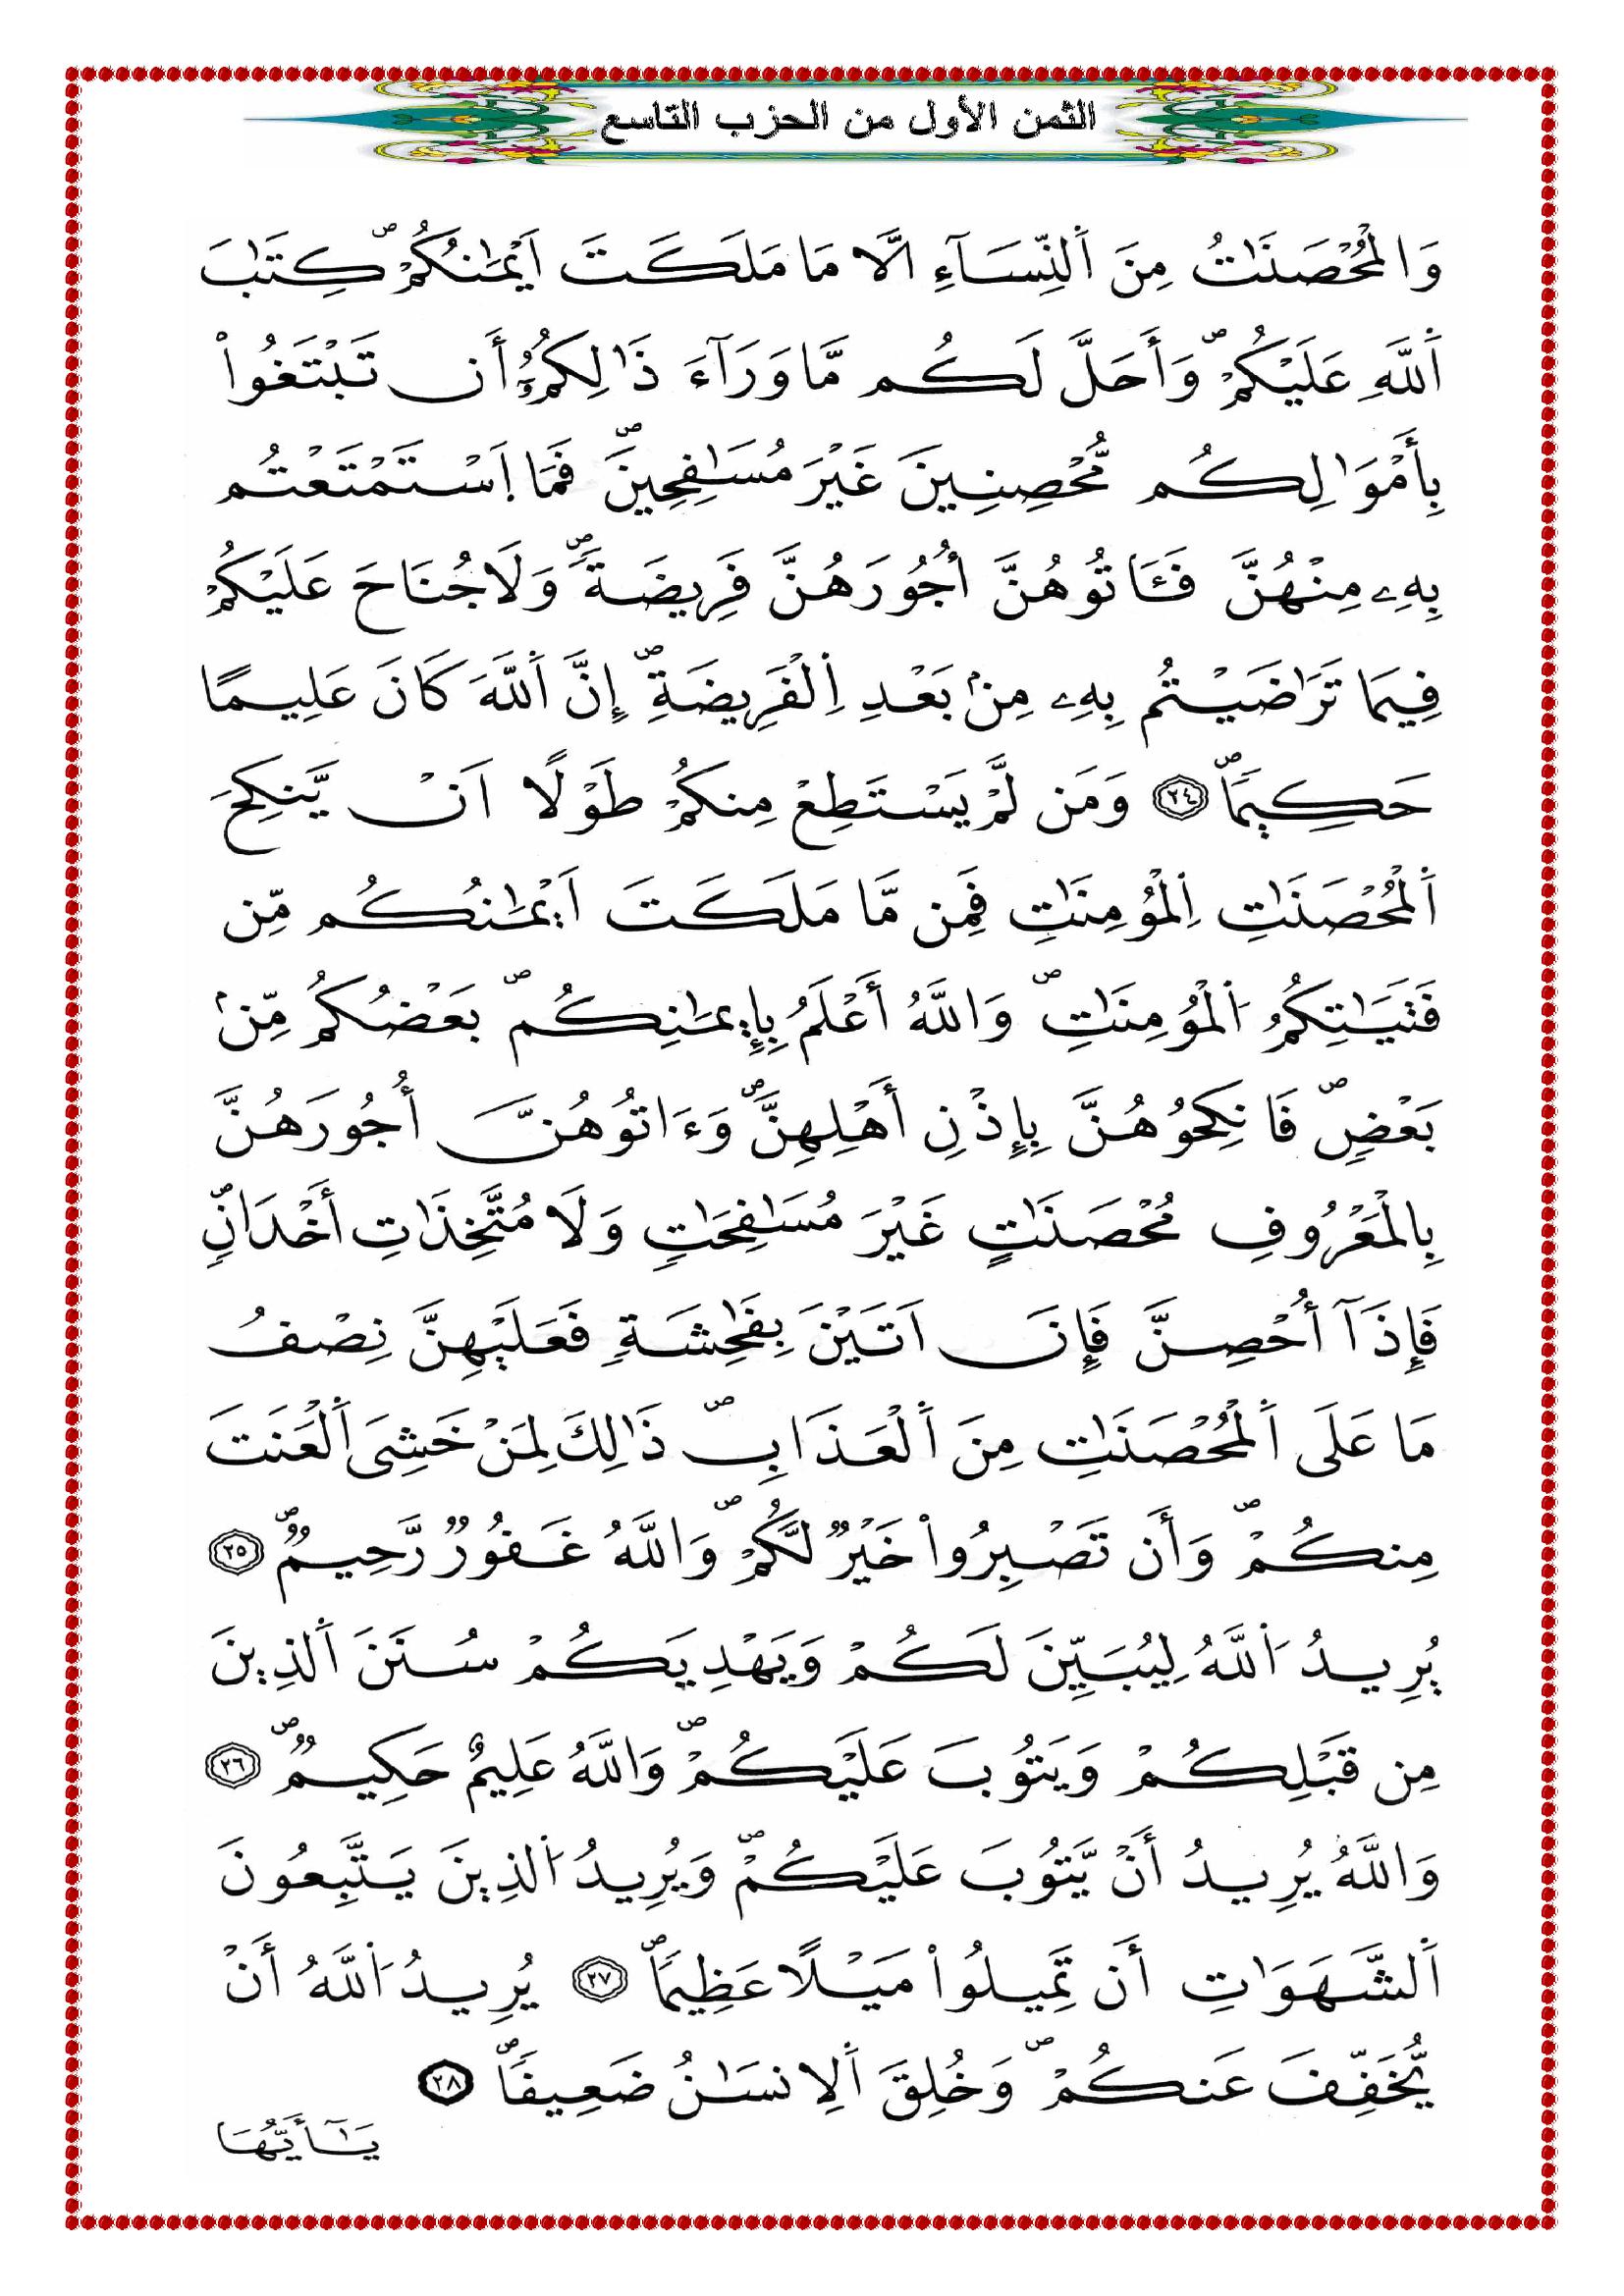 الثمن الأول من الحزب التاسع
وَالْمُحْصَنَٰتُ مِنَ اَ۬لنِّسَآءِ الَّا مَا مَلَكَتَ اَيْمَٰنُكُمْۖ كِتَٰبَ
اَ۬للَّهِ عَلَيْكُمْۖ وَأَحَلَّ لَكُم مَّا وَرَآءَ ذَٰلِكُمُۥٓ أَن تَبْتَغُواْ
بِأَمْوَٰلِكُم مُّحْصِنِينَ غَيْرَ مُسَٰفِحِينَۖ فَمَا اَ۪سْتَمْتَعْتُم
بِهِۦ مِنْهُنَّ فَـَٔاتُوهُنَّ أُجُورَهُنَّ فَرِيضَةٗۖ وَلَا جُنَاحَ عَلَيْكُمْ
فِيمَا تَرَٰضَيْتُم بِهِۦ مِنۢ بَعْدِ اِ۬لْفَرِيضَةِۖ إِنَّ اَ۬للَّهَ كَانَ عَلِيمًا
حَكِيمٗاۖ ٢٤ وَمَن لَّمْ يَسْتَطِعْ مِنكُمْ طَوْلًا اَنْ يَّنكِحَ
اَ۬لْمُحْصَنَٰتِ اِ۬لْمُؤْمِنَٰتِ فَمِن مَّا مَلَكَتَ اَيْمَٰنُكُم مِّن
فَتَيَٰتِكُمُ اُ۬لْمُؤْمِنَٰتِۖ وَاللَّهُ أَعْلَمُ بِإِيمَٰنِكُمۖ بَعْضُكُم مِّنۢ
بَعْضٖۖ فَانكِحُوهُنَّ بِإِذْنِ أَهْلِهِنَّۖ وَءَاتُوهُنَّ أُجُورَهُنَّ
بِالْمَعْرُوفِ مُحْصَنَٰتٍ غَيْرَ مُسَٰفِحَٰتٖ وَلَا مُتَّخِذَٰتِ أَخْدَانٖۖ
فَإِذَآ أُحْصِنَّ فَإِنَ اَتَيْنَ بِفَٰحِشَةٖ فَعَلَيْهِنَّ نِصْفُ
مَا عَلَى اَ۬لْمُحْصَنَٰتِ مِنَ اَ۬لْعَذَابِۖ ذَٰلِكَ لِمَنْ خَشِىَ اَ۬لْعَنَتَ
مِنكُمْۖ وَأَن تَصْبِرُواْ خَيْرٞ لَّكُمْۖ وَاللَّهُ غَفُورٞ رَّحِيمٞۖ ٢٥
يُرِيدُ اُ۬للَّهُ لِيُبَيِّنَ لَكُمْ وَيَهْدِيَكُمْ سُنَنَ اَ۬لذِينَ
مِن قَبْلِكُمْ وَيَتُوبَ عَلَيْكُمْۖ وَاللَّهُ عَلِيمٌ حَكِيمٞۖ ٢٦
وَاللَّهُ يُرِيدُ أَنْ يَّتُوبَ عَلَيْكُمْۖ وَيُرِيدُ اُ۬لذِينَ يَتَّبِعُونَ
اَ۬لشَّهَوَٰتِ أَن تَمِيلُواْ مَيْلًا عَظِيمٗاۖ ٢٧ يُرِيدُ اُ۬للَّهُ أَنْ
يُّخَفِّفَ عَنكُمْۖ وَخُلِقَ اَ۬لِانسَٰنُ ضَعِيفٗاۖ ٢٨
يَٰٓأَيُّهَا